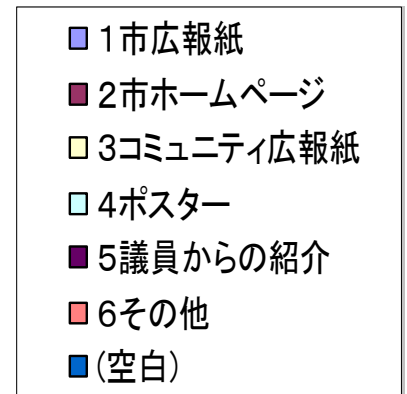 1市広報紙
2市ホームページ
3コミュニティ広報紙
4ポスター
5議員からの紹介
6その他
(空白)